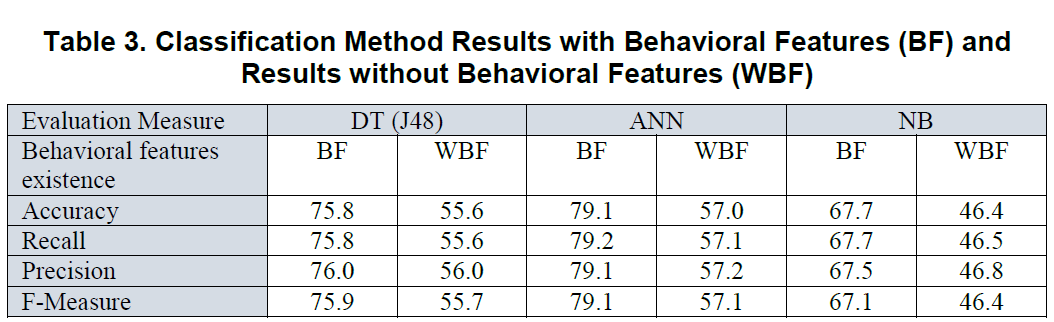 Table 3. Classification Method Results with Behavioral Features (BF) and
Results without Behavioral Features (WBF)
Evaluation Measure DT (J48) ANN NB
Behavioral features existence BF WBF BF WBF BF WBF
Accuracy 75.8 55.6 79.1 57.0 67.7 46.4
Recall 75.8 55.6 79.2 57.1 67.7 46.5
Precision 76.0 56.0 79.1 57.2 67.5 46.8
F-Measure 75.9 55.7 79.1 57.1 67.1 46.4